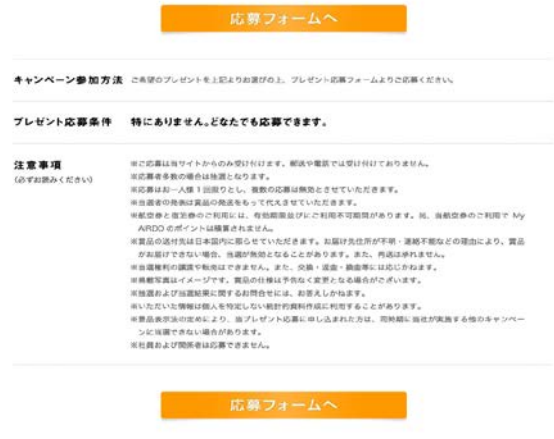 応募フォームへ
キャンペーン参加方法 ご希望のプレゼントを上記よりお選びの上、プレゼント応募フォームよりご応募ください。
プレゼント応募条件 特にありません。どなたでも応募できます。
注意事項
(必ずお読みください)
※ご応募は当サイトからのみ受け付けます。郵送や電話では受け付けておりません。
※応募者多数の場合は抽選となります。
※応募はお一人様1回限りとし、複数の応募は無効とさせていただきます。
※当選者の発表は賞品の発送をもって代えさせていただきます。
※航空券と宿泊券のご利用には、有効期限並びにご利用不可期間があります。尚、当航空券のご利用で My
AIRDO のポイントは積算されません。
※賞品の送付先は日本国内に限らせていただきます。お届け先住所が不明・連絡不能などの理由により、賞品
がお届けできない場合、当選が無効となることがあります。また、再送は承れません。
※当選権利の譲渡や転売はできません。また、交換・返金・換金等には応じかねます。
※掲載写真はイメージです。賞品の仕様は予告なく変更となる場合がございます。
※抽選および当選結果に関するお問合せには、お答えしかねます。
※いただいた情報は個人を特定しない統計的資料作成に利用することがあります。
※景品表示法の定めにより、当プレゼント応募に申し込まれた方は、同時期に当社が実施する他のキャンペー
ンに当選できない場合があります。
※社員および関係者は応募できません。
応募フォームへ